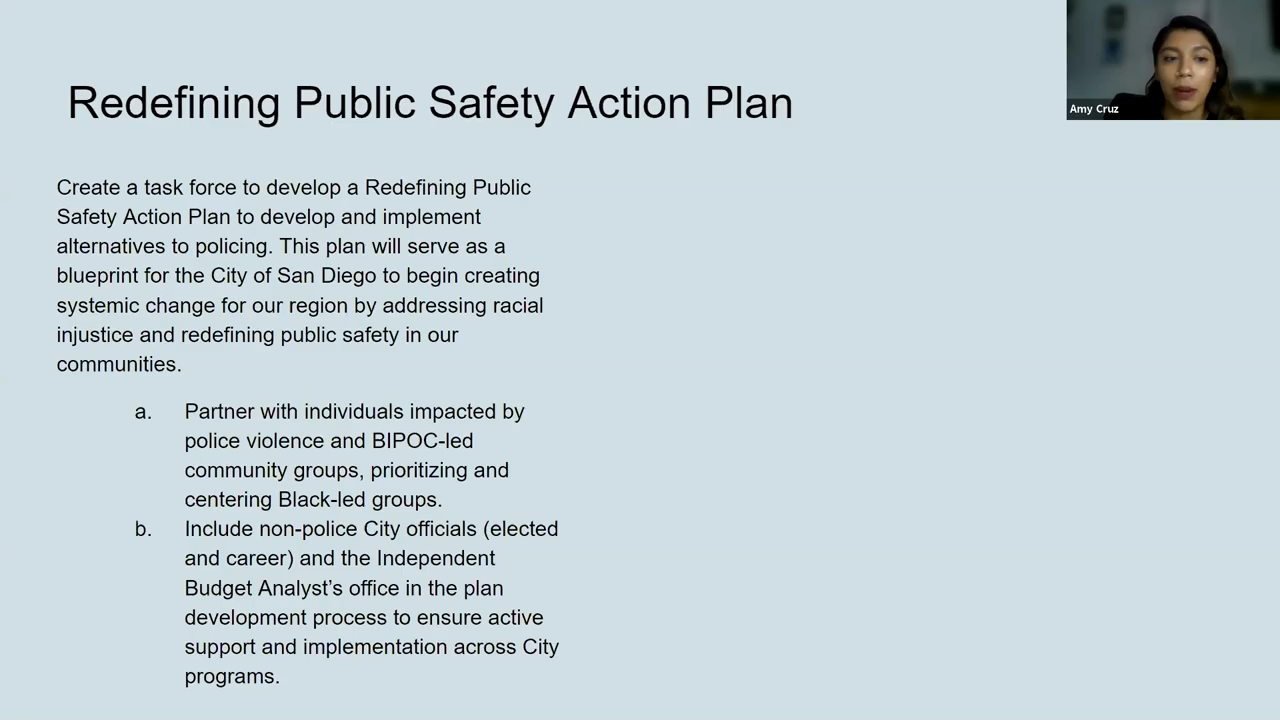 Redefining Public Safety Action Plan
Amy Cruz
Create a task force to develop a Redefining Public
Safety Action Plan to develop and implement
alternatives to policing. This plan will serve as a
blueprint for the City of San Diego to begin creating
systemic change for our region by addressing racial
injustice and redefining public safety in our
communities.
a. Partner with individuals impacted by
police violence and BIPOC-led
community groups, prioritizing and
centering Black-led groups.
b. Include non-police City officials (elected
and career) and the Independent
Budget Analyst’s office in the plan
development process to ensure active
support and implementation across City
programs.